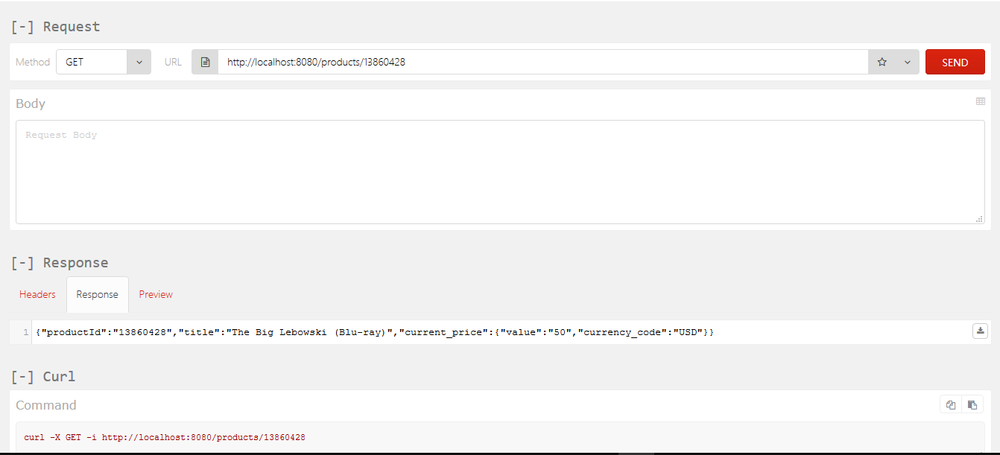 [-] Request
Method GET URL http://localhost:8080/products/13860428 SEND
Body
Request Body
[-] Response
Headers Response Preview
1 {"productId":"13860428","title":"The Big Lebowski (Blu-ray)","current_price":{"value":"50","currency_code":"USD"}}
[-] Curl
Command
curl -X GET -i http://localhost:8080/products/13860428